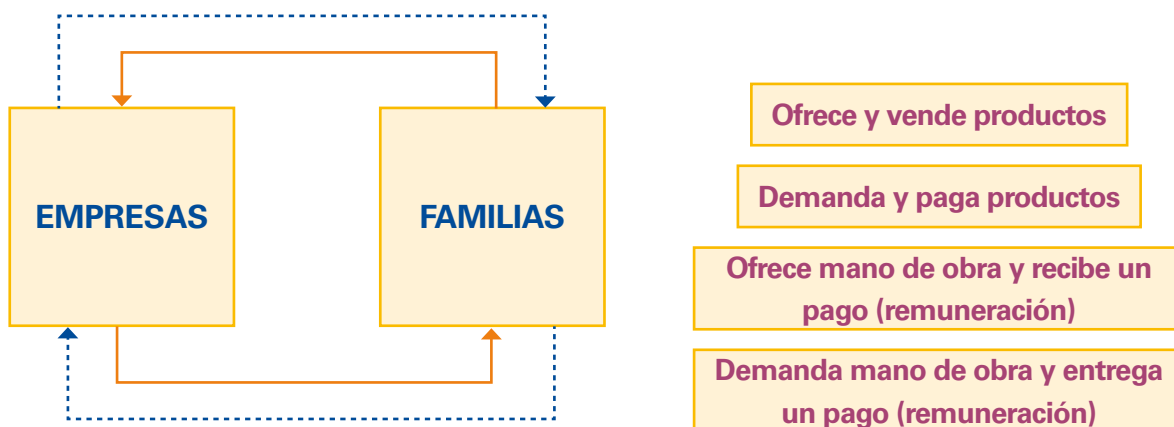 EMPRESAS
FAMILIAS
Ofrece y vende productos
Demanda y paga productos
Ofrece mano de obra y recibe un
pago (remuneración)
Demanda mano de obra y entrega
un pago (remuneración)